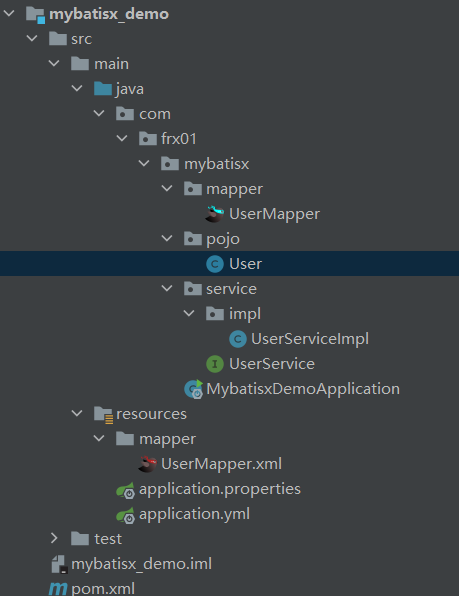 mybatisx_demo
src
main
java
com
frx01
mybatisx
mapper
UserMapper
pojo
User
service
impl
UserServiceImpl
UserService
MybatisxDemoApplication
resources
mapper
UserMapper.xml
application.properties
application.yml
test
mybatisx_demo.iml
pom.xml